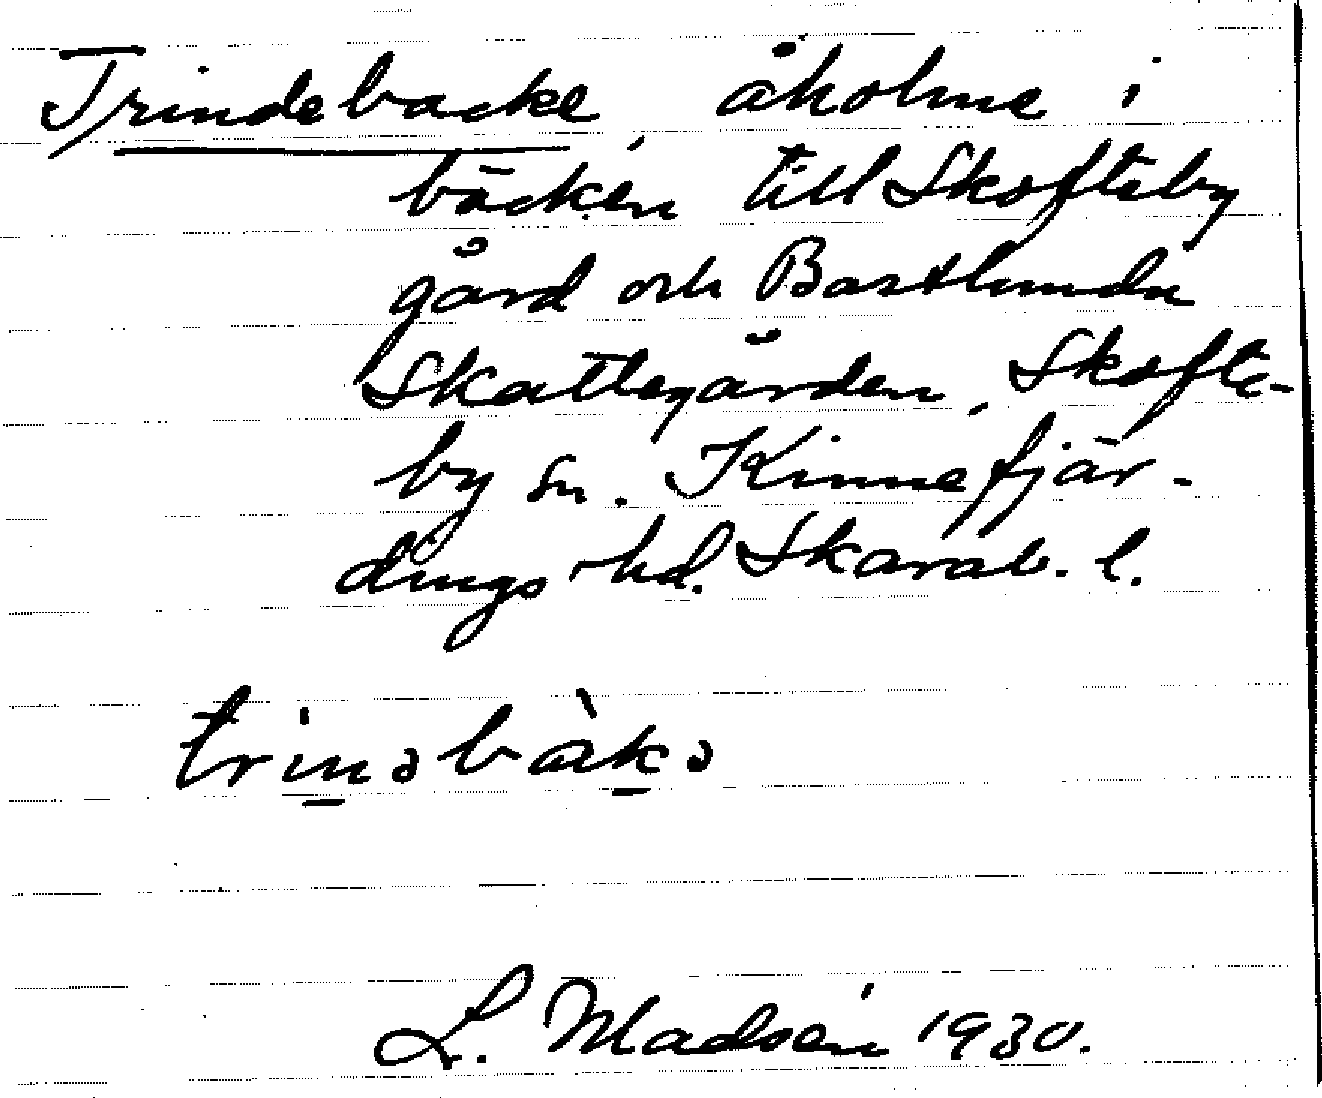 Trindebacke, åholme i
bäcken till Skofteby
gård och Bastlunda
Skattegården, Skofte-
by sn. Kinnefjär-
dings hd. Skarab. l.
trinəbàkə
L. Madsén 1930.